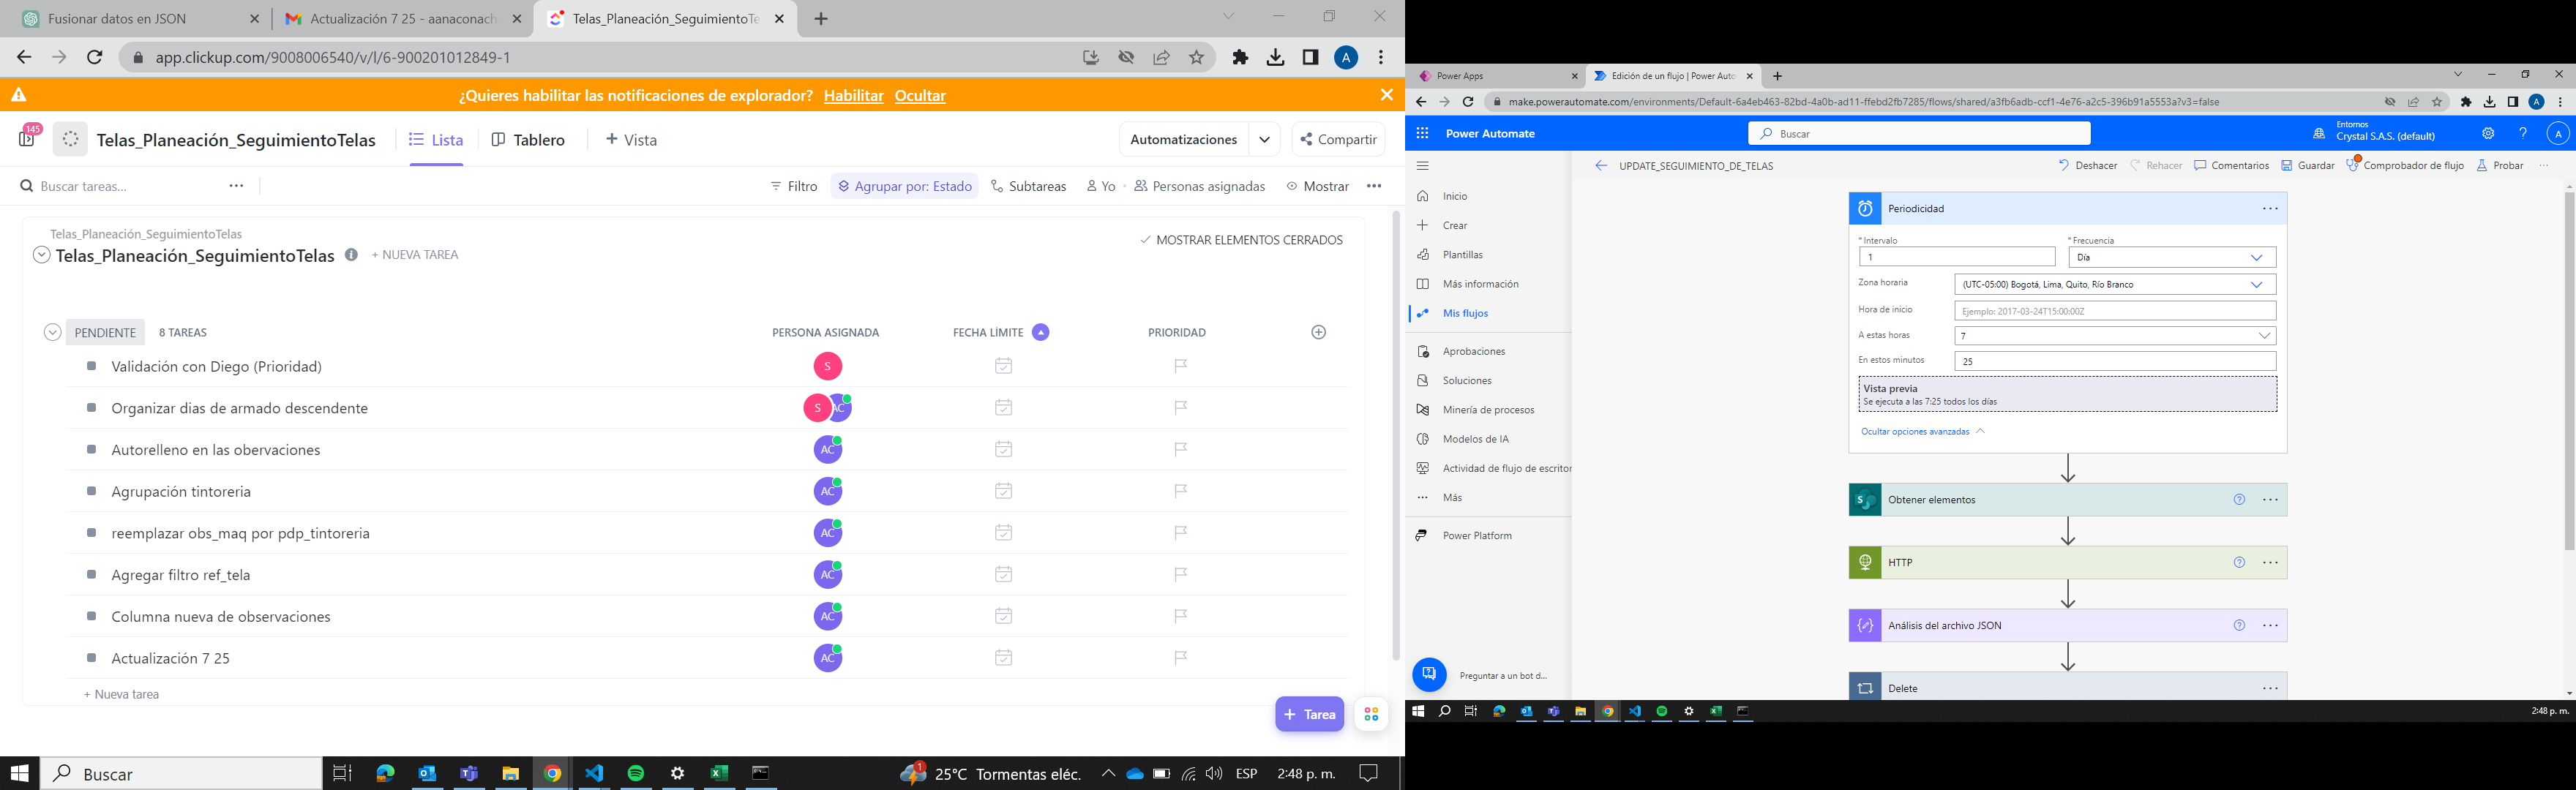 Fusionar datos en JSON
Actualización 7 25 - aanaconach
Telas_Planeación_SeguimientoTe
app.clickup.com/9008006540/v/l/6-900201012849-1
A
¿Quieres habilitar las notificaciones de explorador? Habilitar Ocultar
145
Telas_Planeación_SeguimientoTelas
Lista
Tablero
+ Vista
Automatizaciones
Compartir
Buscar tareas...
Filtro
Agrupar por: Estado
Subtareas
Yo
Personas asignadas
Mostrar
Telas_Planeación_SeguimientoTelas
MOSTRAR ELEMENTOS CERRADOS
Telas_Planeación_SeguimientoTelas
+ NUEVA TAREA
PENDIENTE 8 TAREAS PERSONA ASIGNADA FECHA LÍMITE PRIORIDAD
Validación con Diego (Prioridad) S
Organizar dias de armado descendente S AC
Autorelleno en las obervaciones AC
Agrupación tintoreria AC
reemplazar obs_maq por pdp_tintoreria AC
Agregar filtro ref_tela AC
Columna nueva de observaciones AC
Actualización 7 25 AC
+ Nueva tarea
+ Tarea
Buscar
1
25°C Tormentas eléc.
ESP
2:48 p. m.
Power Apps
Edición de un flujo | Power Auto
make.powerautomate.com/environments/Default-6a4eb463-82bd-4a0b-ad11-ffebd2fb7285/flows/shared/a3fb6adb-ccf1-4e76-a2c5-396b91a5553a?v3=false
A
Power Automate
Buscar
Entornos
Crystal S.A.S. (default)
?
A
UPDATE_SEGUIMIENTO_DE_TELAS
Deshacer
Rehacer
Comentarios
Guardar
Comprobador de flujo
Probar
Inicio
Crear
Plantillas
Más información
Mis flujos
Aprobaciones
Soluciones
Minería de procesos
Modelos de IA
Actividad de flujo de escritor
Más
Power Platform
Preguntar a un bot d...
Periodicidad
* Intervalo
* Frecuencia
1
Día
Zona horaria
(UTC-05:00) Bogotá, Lima, Quito, Río Branco
Hora de inicio
Ejemplo: 2017-03-24T15:00:00Z
A estas horas
7
En estos minutos
25
Vista previa
Se ejecuta a las 7:25 todos los días
Ocultar opciones avanzadas
Obtener elementos
HTTP
Análisis del archivo JSON
Delete
2:48 p. m.